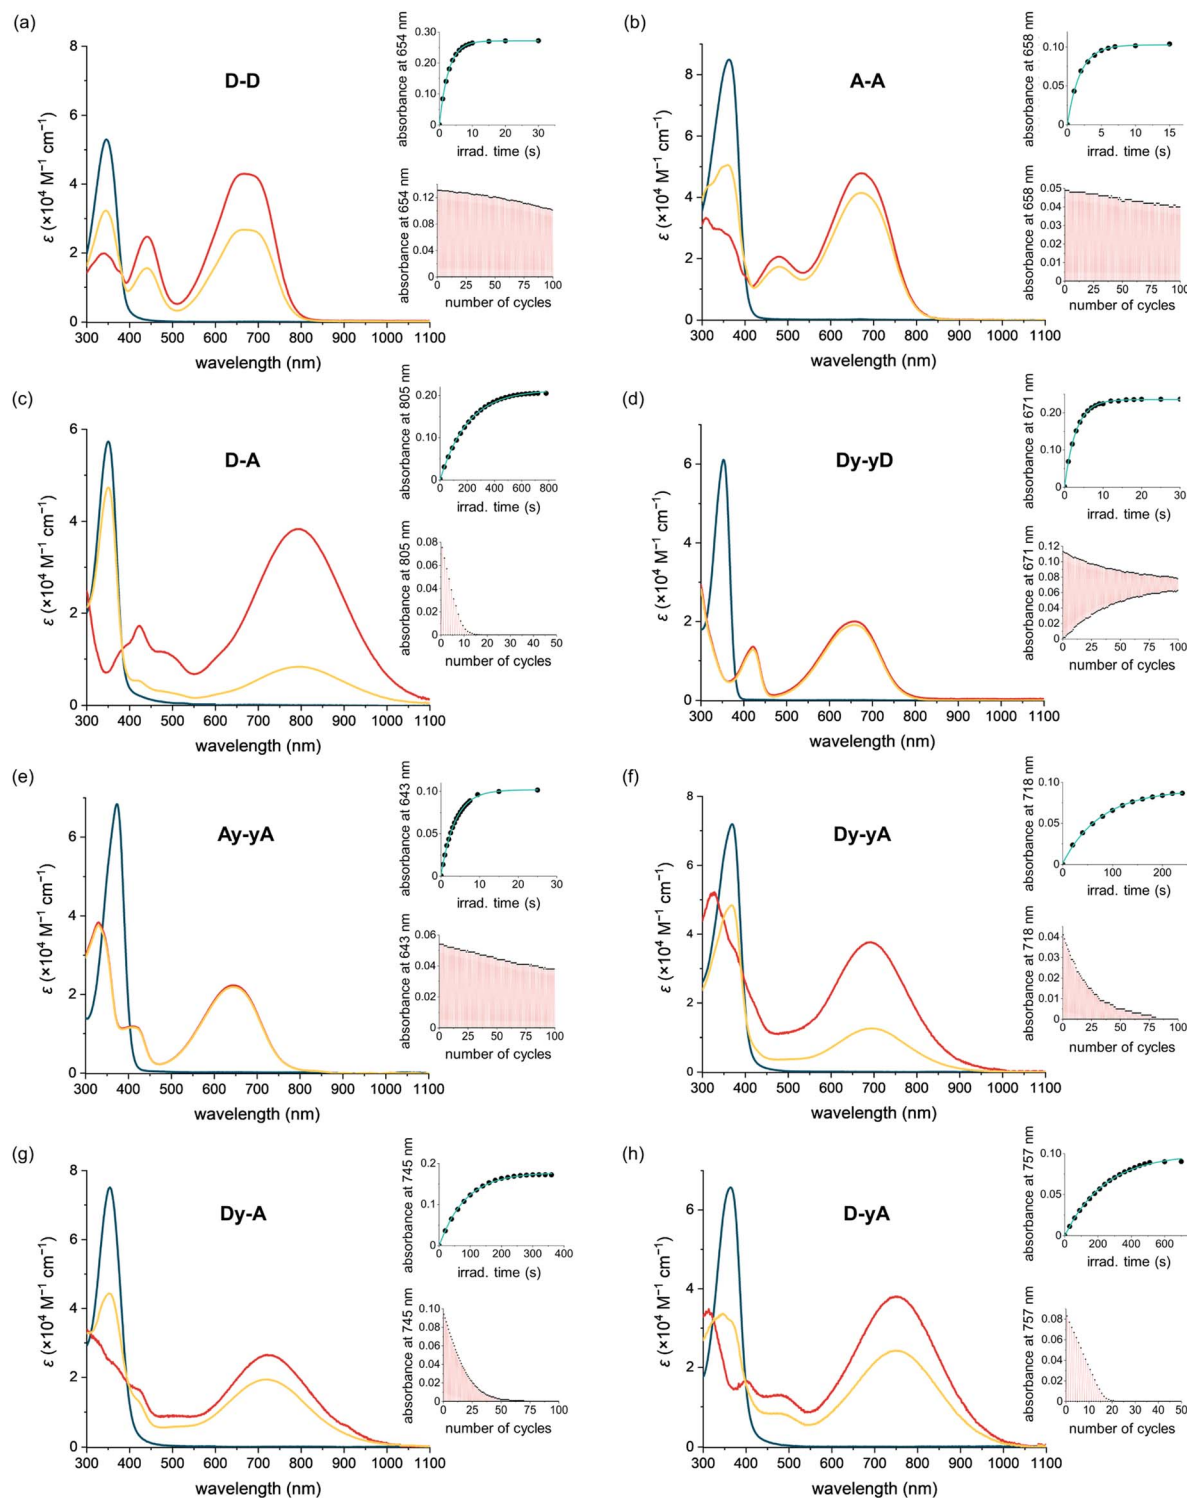 (a)
D-D
ε (×10⁴ M⁻¹ cm⁻¹)
8
6
4
2
0
300 400 500 600 700 800 900 1000 1100
wavelength (nm)
absorbance at 654 nm
0.30
0.20
0.10
0
0 10 20 30
irrad. time (s)
absorbance at 654 nm
0.12
0.08
0.04
0
0 25 50 75 100
number of cycles
(b)
A-A
ε (×10⁴ M⁻¹ cm⁻¹)
8
6
4
2
0
300 400 500 600 700 800 900 1000 1100
wavelength (nm)
absorbance at 658 nm
0.10
0.05
0
0 5 10 15
irrad. time (s)
absorbance at 658 nm
0.05
0.04
0.03
0.02
0.01
0
0 25 50 75 100
number of cycles
(c)
D-A
ε (×10⁴ M⁻¹ cm⁻¹)
6
4
2
0
300 400 500 600 700 800 900 1000 1100
wavelength (nm)
absorbance at 805 nm
0.20
0.10
0
0 200 400 600 800
irrad. time (s)
absorbance at 805 nm
0.08
0.06
0.04
0.02
0
0 10 20 30 40 50
number of cycles
(d)
Dy-yD
ε (×10⁴ M⁻¹ cm⁻¹)
6
4
2
0
300 400 500 600 700 800 900 1000 1100
wavelength (nm)
absorbance at 671 nm
0.20
0.10
0
0 10 20 30
irrad. time (s)
absorbance at 671 nm
0.12
0.10
0.08
0.06
0.04
0.02
0
0 25 50 75 100
number of cycles
(e)
Ay-yA
ε (×10⁴ M⁻¹ cm⁻¹)
6
4
2
0
300 400 500 600 700 800 900 1000 1100
wavelength (nm)
absorbance at 643 nm
0.10
0.05
0
0 10 20 30
irrad. time (s)
absorbance at 643 nm
0.06
0.04
0.02
0
0 25 50 75 100
number of cycles
(f)
Dy-yA
ε (×10⁴ M⁻¹ cm⁻¹)
8
6
4
2
0
300 400 500 600 700 800 900 1000 1100
wavelength (nm)
absorbance at 718 nm
0.10
0.05
0
0 100 200
irrad. time (s)
absorbance at 718 nm
0.04
0.03
0.02
0.01
0
0 25 50 75 100
number of cycles
(g)
Dy-A
ε (×10⁴ M⁻¹ cm⁻¹)
8
6
4
2
0
300 400 500 600 700 800 900 1000 1100
wavelength (nm)
absorbance at 745 nm
0.2
0.1
0
0 100 200 300 400
irrad. time (s)
absorbance at 745 nm
0.10
0.08
0.06
0.04
0.02
0
0 25 50 75 100
number of cycles
(h)
D-yA
ε (×10⁴ M⁻¹ cm⁻¹)
6
4
2
0
300 400 500 600 700 800 900 1000 1100
wavelength (nm)
absorbance at 757 nm
0.10
0.05
0
0 200 400 600
irrad. time (s)
absorbance at 757 nm
0.08
0.06
0.04
0.02
0
0 10 20 30 40 50
number of cycles